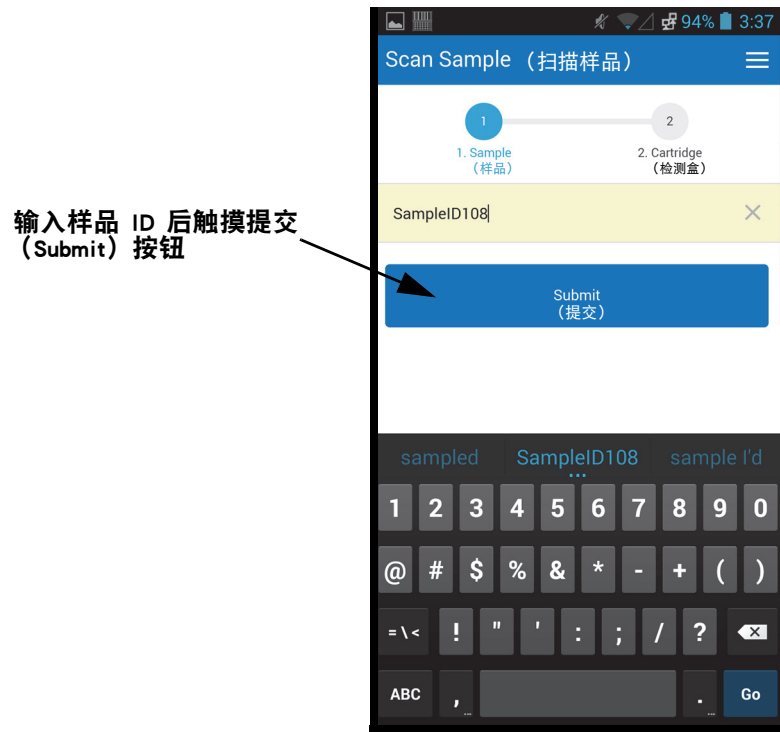 94% 3:37
Scan Sample（扫描样品）
1 2
1. Sample 2. Cartridge
（样品） （检测盒）
SampleID108
输入样品 ID 后触摸提交
（Submit）按钮
Submit
（提交）
sampled SampleID108 sample I'd
1 2 3 4 5 6 7 8 9 0
@ # $ % & * - + ( )
= \ < ! " ' : ; / ?
ABC , . Go